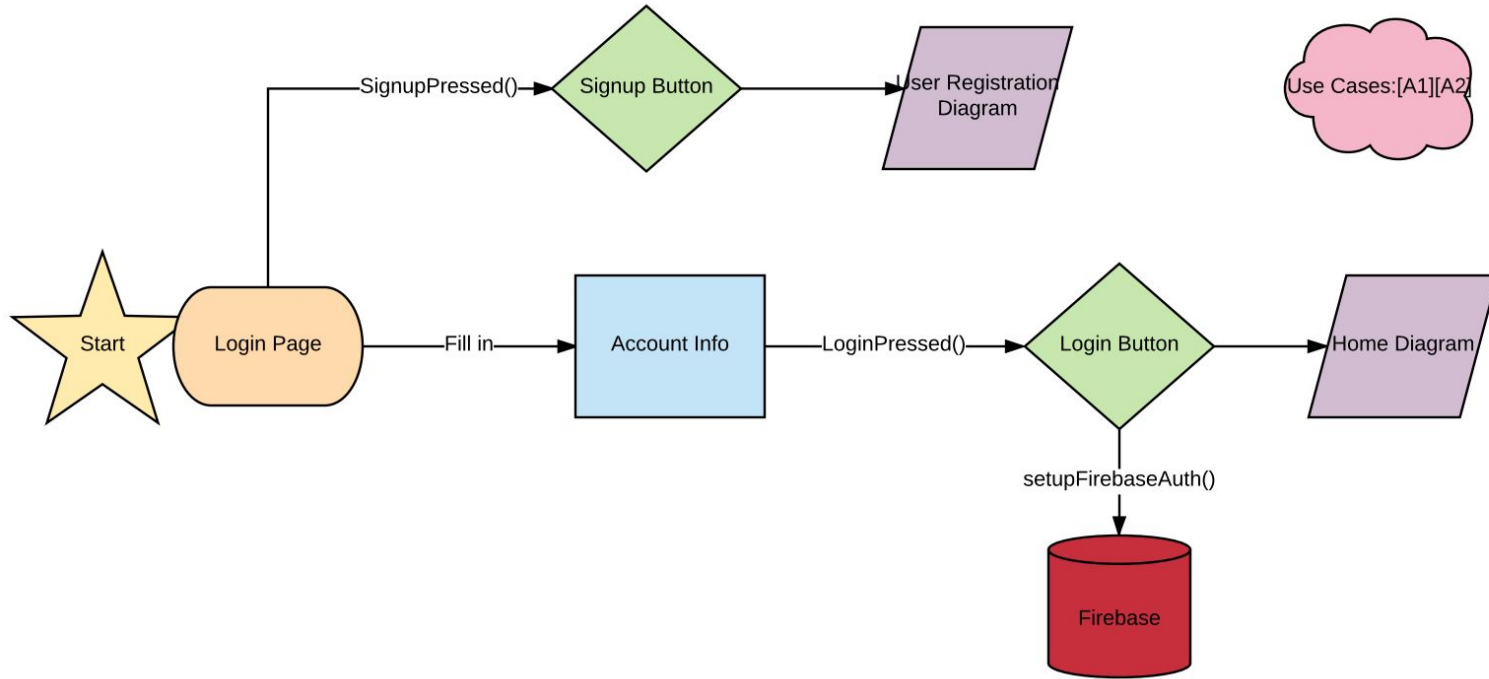 SignupPressed()
Signup Button
User Registration
Diagram
Use Cases:[A1][A2]
Start
Login Page
Fill in
Account Info
LoginPressed()
Login Button
Home Diagram
setupFirebaseAuth()
Firebase